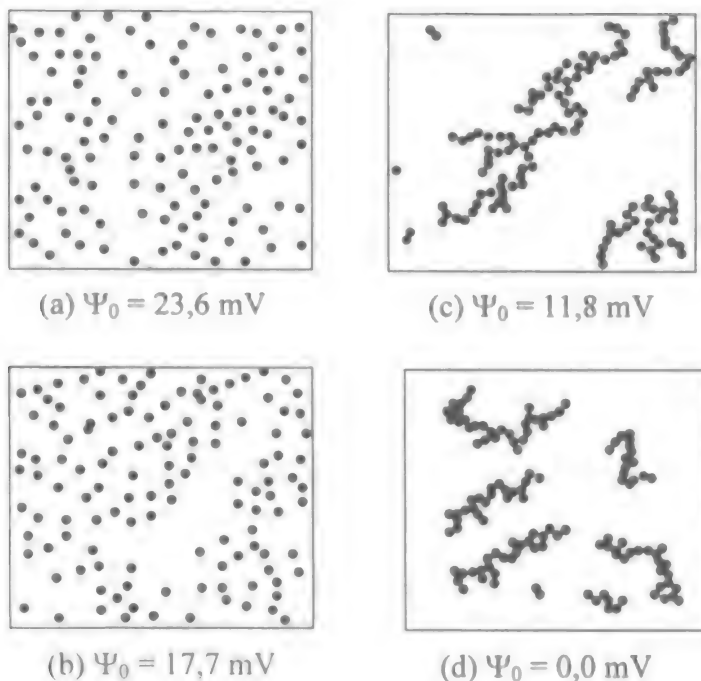 (a) Ψ₀ = 23,6 mV
(c) Ψ₀ = 11,8 mV
(b) Ψ₀ = 17,7 mV
(d) Ψ₀ = 0,0 mV